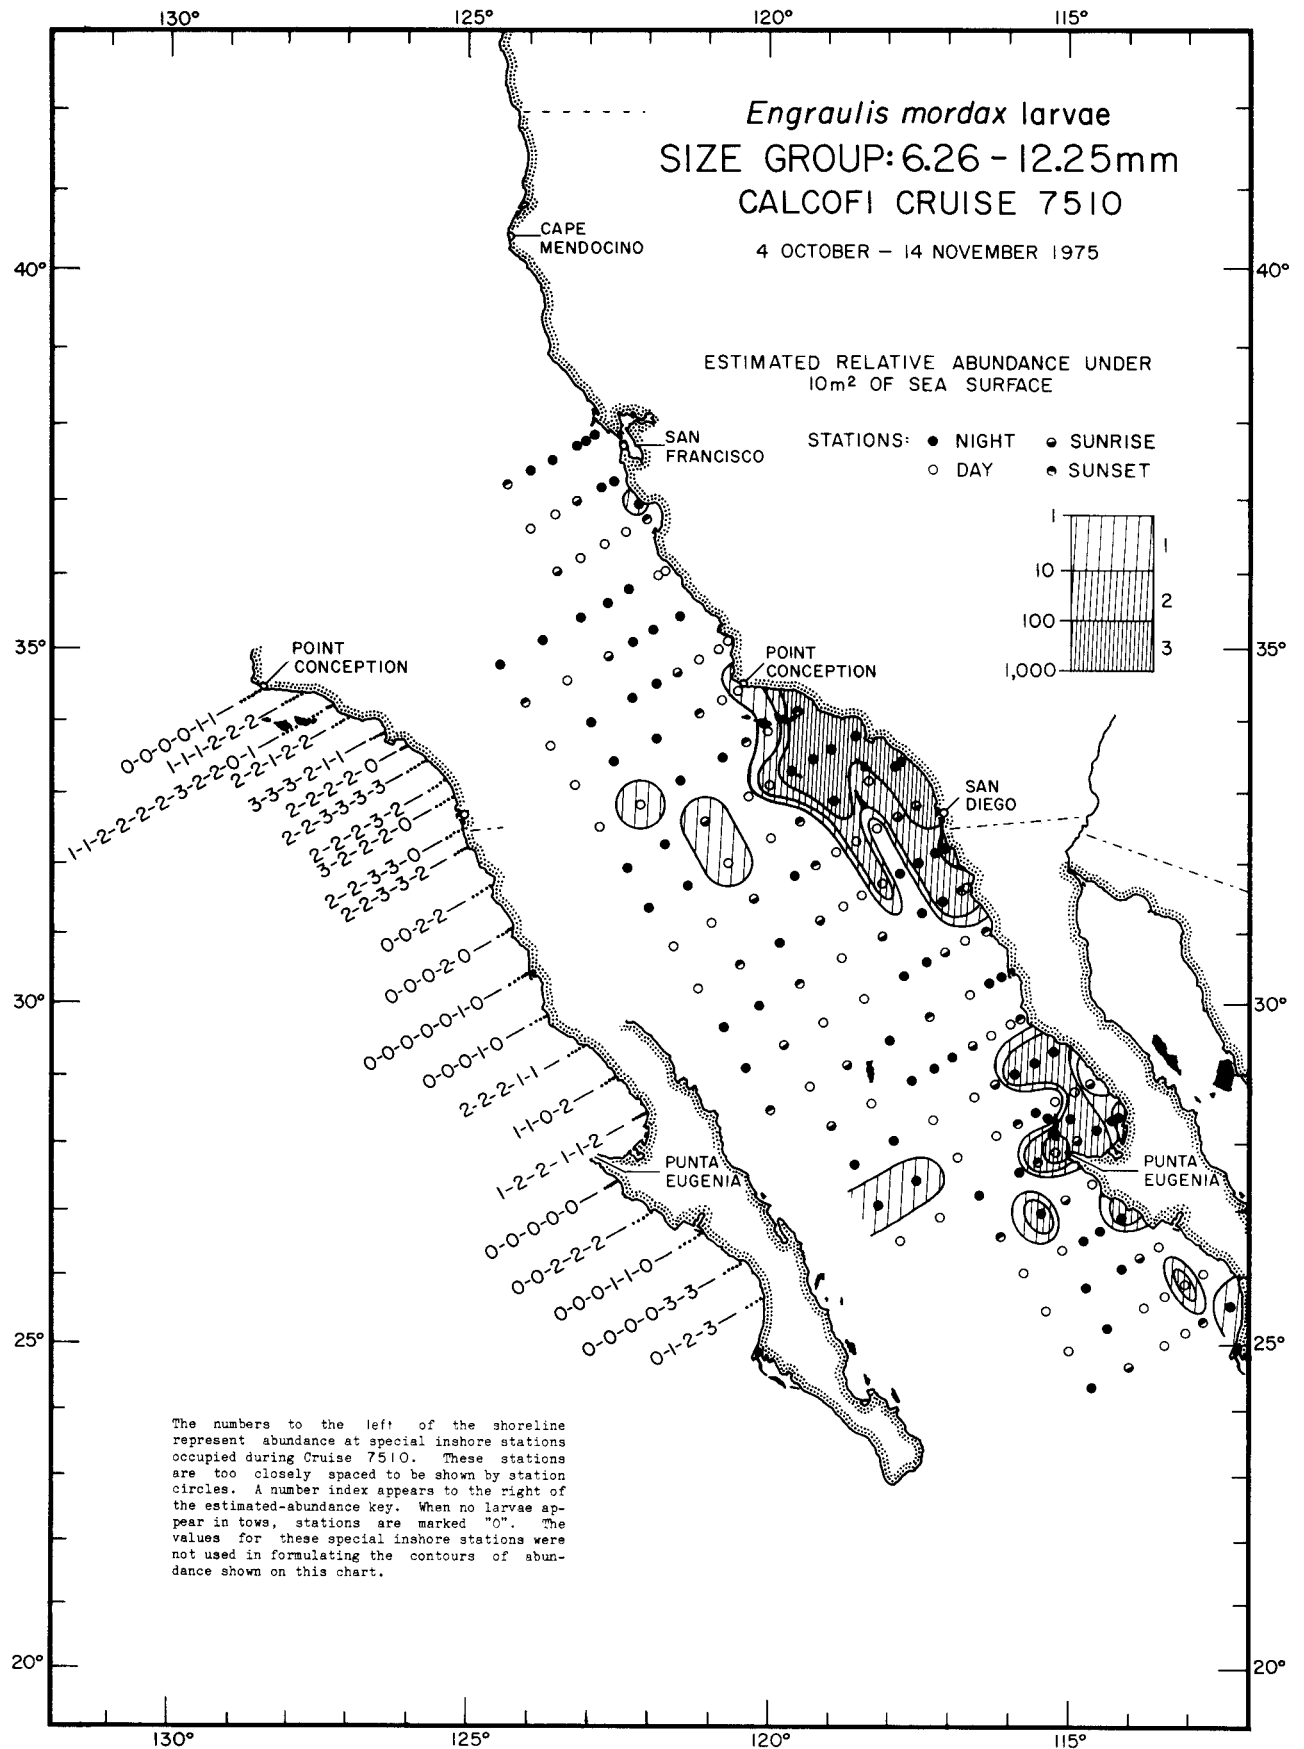 130° 125° 120° 115°
Engraulis mordax larvae
SIZE GROUP: 6.26 - 12.25mm
CALCOFI CRUISE 7510
4 OCTOBER - 14 NOVEMBER 1975
CAPE
MENDOCINO
40° 40°
ESTIMATED RELATIVE ABUNDANCE UNDER
10m² OF SEA SURFACE
STATIONS: ● NIGHT SUNRISE
○ DAY SUNSET
SAN
FRANCISCO
1
1
10
2
100
3
1,000
35° 35°
POINT
CONCEPTION
POINT
CONCEPTION
SAN
DIEGO
0-0-0-0-1-1
1-1-1-2-2-2
1-1-2-2-2-2-3-2-2-0-1
2-2-1-2-2
3-3-3-2-1-1
2-2-2-2-0
2-2-3-3-3-3
2-2-2-3-2
3-2-2-2-0
2-2-3-3-0
2-2-3-3-2
0-0-2-2
0-0-0-2-0
30° 30°
0-0-0-0-0-1-0
0-0-0-1-0
2-2-2-1-1
1-1-0-2
1-2-2-1-1-2
PUNTA
EUGENIA
PUNTA
EUGENIA
0-0-0-0-0
0-0-2-2-2
0-0-0-1-1-0
0-0-0-0-3-3
0-1-2-3
25° 25°
The numbers to the left of the shoreline
represent abundance at special inshore stations
occupied during Cruise 7510. These stations
are too closely spaced to be shown by station
circles. A number index appears to the right of
the estimated-abundance key. When no larvae ap-
pear in tows, stations are marked "0". The
values for these special inshore stations were
not used in formulating the contours of abun-
dance shown on this chart.
20° 20°
130° 125° 120° 115°